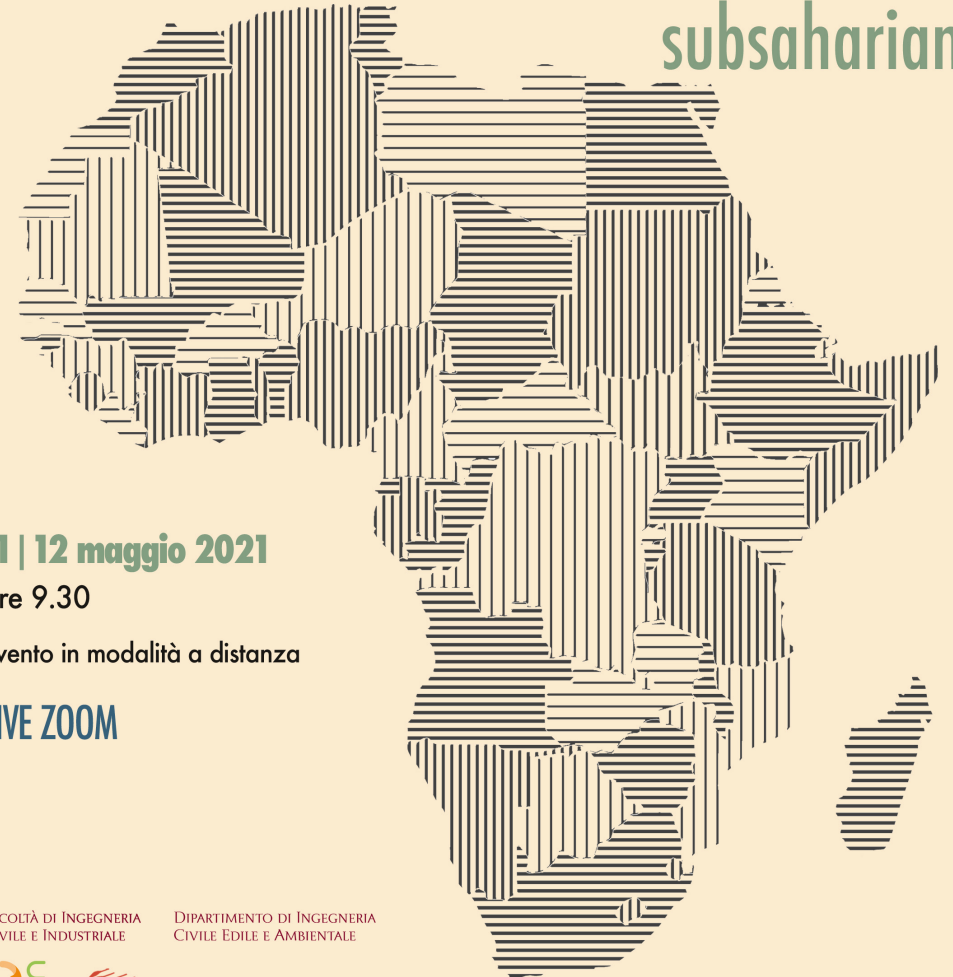 subsaharian
1 | 12 maggio 2021
re 9.30
vento in modalità a distanza
IVE ZOOM
COLTÀ DI INGEGNERIA
VILE E INDUSTRIALE
DIPARTIMENTO DI INGEGNERIA
CIVILE EDILE E AMBIENTALE